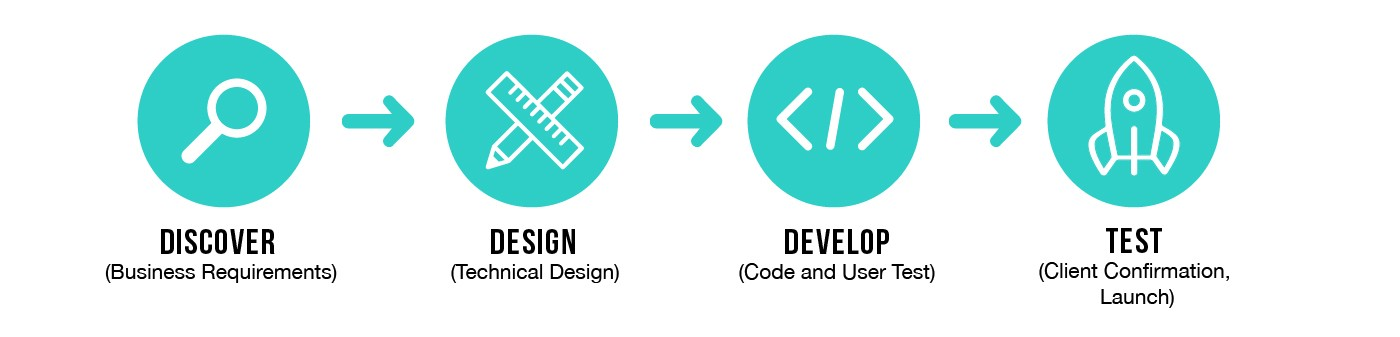 DISCOVER
(Business Requirements)
DESIGN
(Technical Design)
DEVELOP
(Code and User Test)
TEST
(Client Confirmation,
Launch)